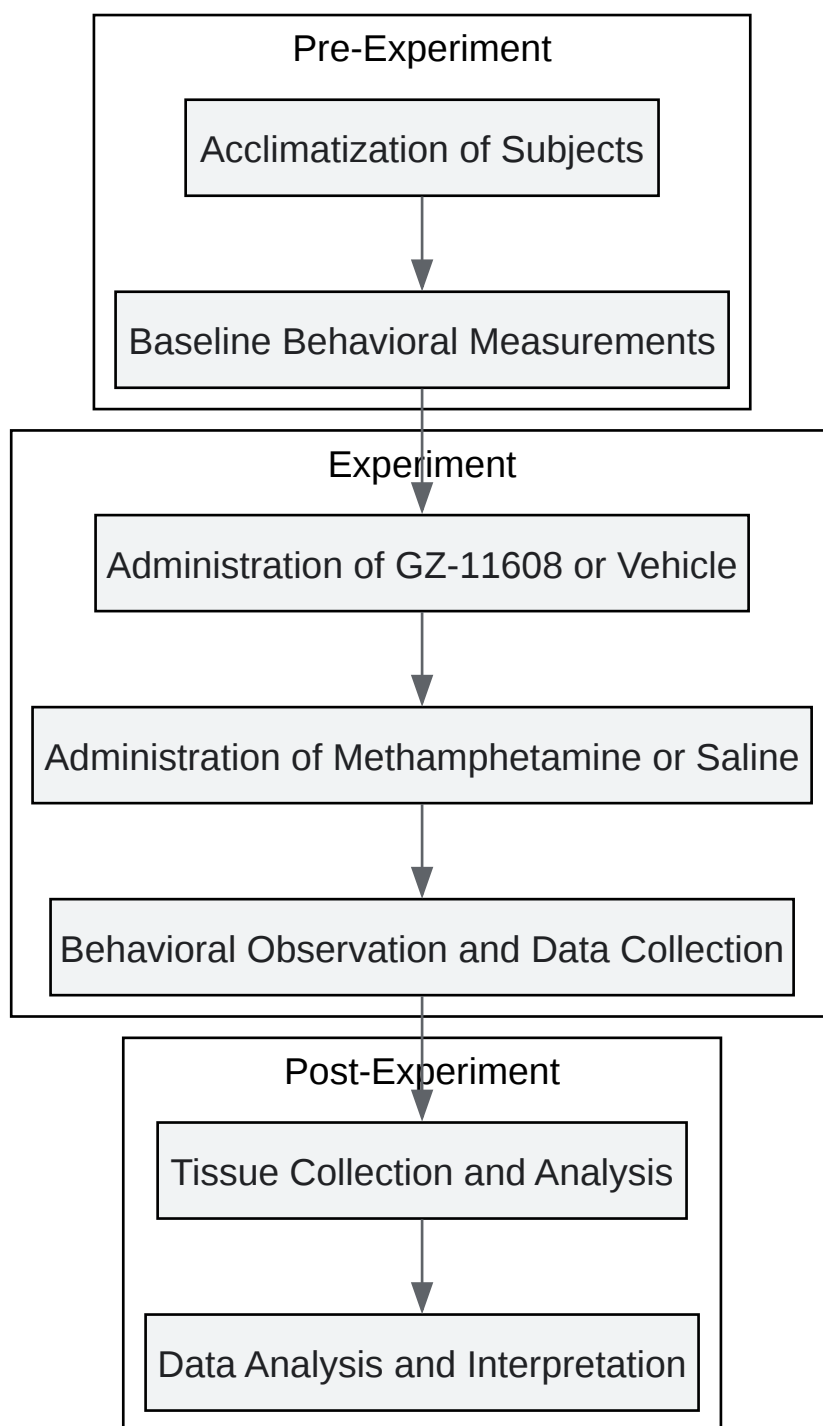 Pre-Experiment
Acclimatization of Subjects
Baseline Behavioral Measurements
Experiment
Administration of GZ-11608 or Vehicle
Administration of Methamphetamine or Saline
Behavioral Observation and Data Collection
Post-Experiment
Tissue Collection and Analysis
Data Analysis and Interpretation